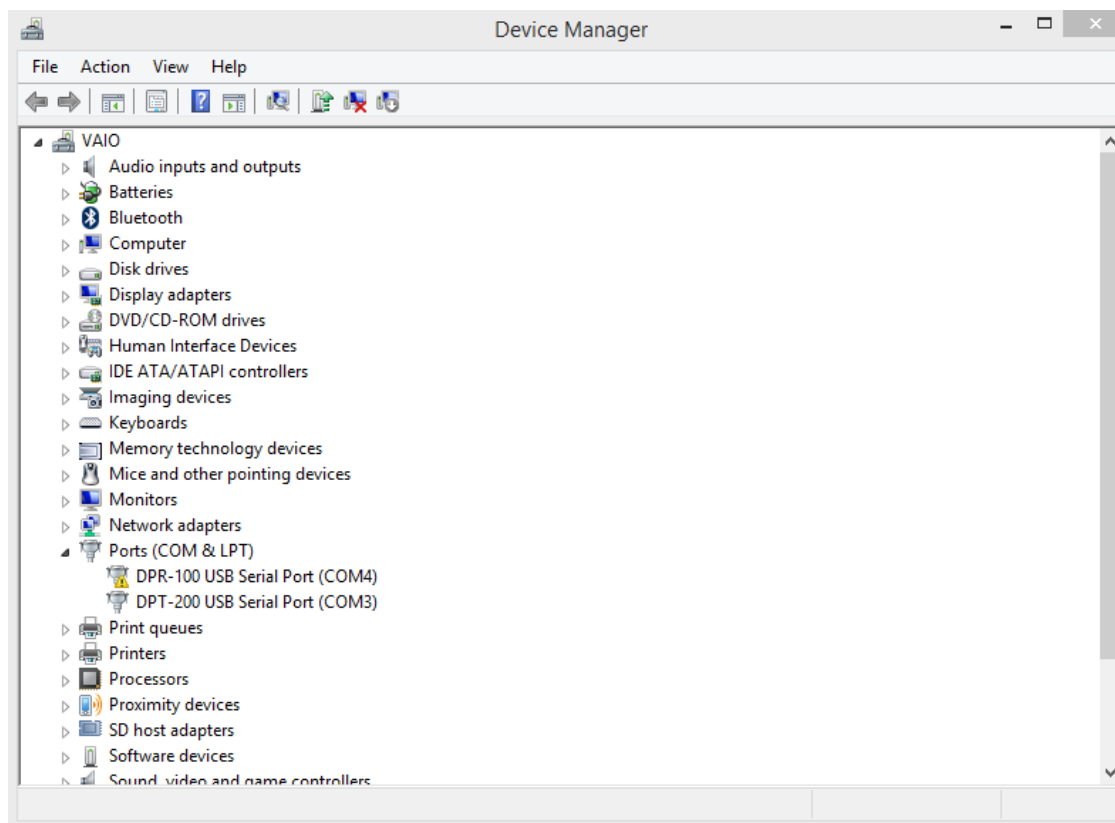 Device Manager
File Action View Help
VAIO
Audio inputs and outputs
Batteries
Bluetooth
Computer
Disk drives
Display adapters
DVD/CD-ROM drives
Human Interface Devices
IDE ATA/ATAPI controllers
Imaging devices
Keyboards
Memory technology devices
Mice and other pointing devices
Monitors
Network adapters
Ports (COM & LPT)
DPR-100 USB Serial Port (COM4)
DPT-200 USB Serial Port (COM3)
Print queues
Printers
Processors
Proximity devices
SD host adapters
Software devices
Sound, video and game controllers